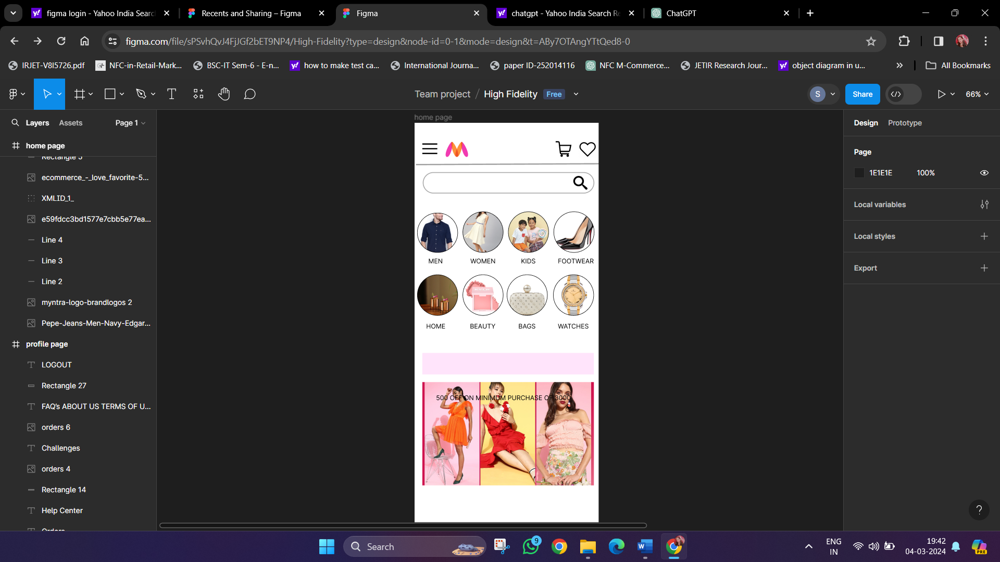 figma login - Yahoo India Searc
Recents and Sharing – Figma
Figma
chatgpt - Yahoo India Search Re
ChatGPT
figma.com/file/sPSvhQvJ4FjJGf2bET9NP4/High-Fidelity?type=design&node-id=0-1&mode=design&t=ABy7OTAngYTtQed8-0
IRJET-V8I5726.pdf
NFC-in-Retail-Mark...
BSC-IT Sem-6 - E-n...
how to make test ca...
International Journa...
paper ID-252014116
NFC M-Commerce...
JETIR Research Jour...
object diagram in u...
All Bookmarks
Team project / High Fidelity Free
S
Share
66%
Layers
Assets
Page 1
home page
Rectangle 5
ecommerce_-_love_favorite-5...
XMLID_1_
e59fdcc3bd1577e7cbb5e77ea...
Line 4
Line 3
Line 2
myntra-logo-brandlogos 2
Pepe-Jeans-Men-Navy-Edgar...
profile page
LOGOUT
Rectangle 27
FAQ's ABOUT US TERMS OF U...
orders 6
Challenges
orders 4
Rectangle 14
Help Center
Orders
home page
MEN WOMEN KIDS FOOTWEAR
HOME BEAUTY BAGS WATCHES
500 OFF ON MINIMUM PURCHASE OF 3000
Design
Prototype
Page
1E1E1E 100%
Local variables
Local styles
Export
?
Search
9
ENG
IN
19:42
04-03-2024
PRE